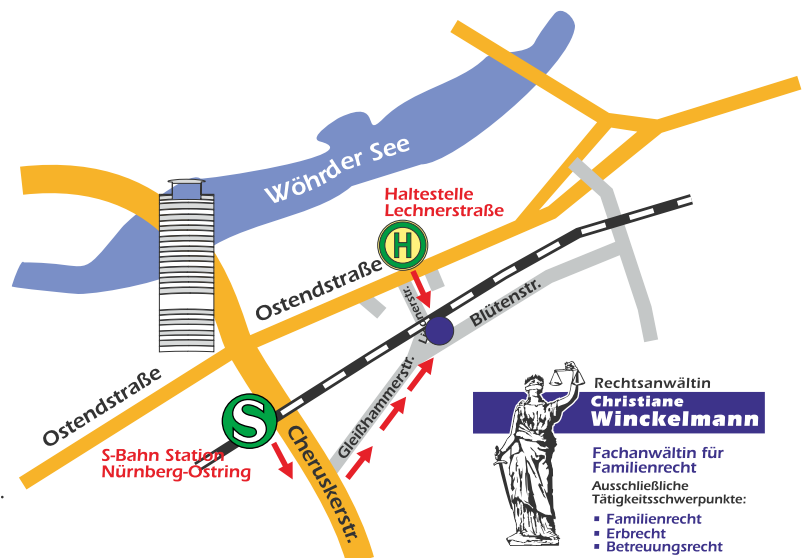 Wöhrder See
Haltestelle
Lechnerstraße
H
Ostendstraße
Lechnerstr.
Blütenstr.
Ostendstraße
Gleißhammerstr.
S
S-Bahn Station
Nürnberg-Ostring
Cheruskerstr.
Rechtsanwältin
Christiane
Winckelmann
Fachanwältin für
Familienrecht
Ausschließliche
Tätigkeitsschwerpunkte:
▪ Familienrecht
▪ Erbrecht
▪ Betreuungsrecht
.